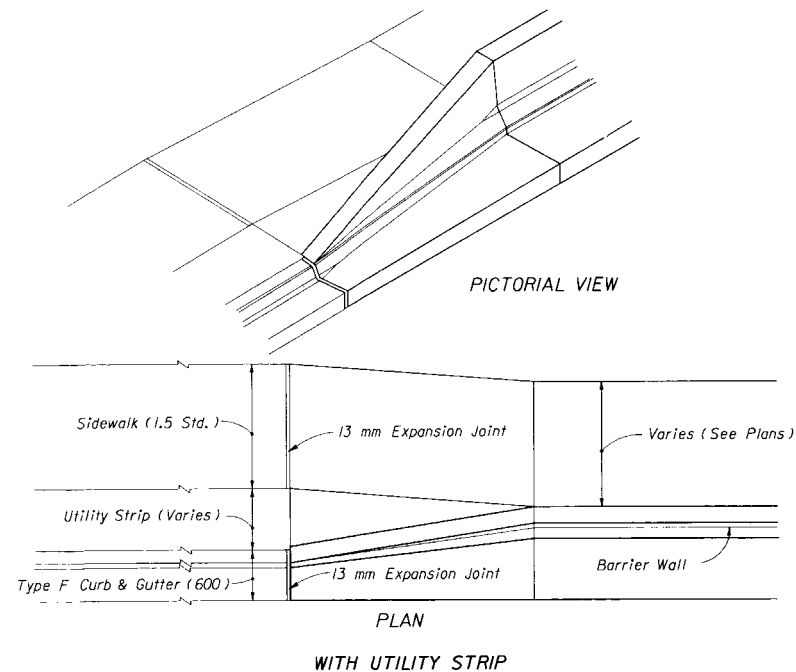 PICTORIAL VIEW
Sidewalk (1.5 Std.)
13 mm Expansion Joint
Varies (See Plans)
Utility Strip (Varies)
Barrier Wall
Type F Curb & Gutter (600)
13 mm Expansion Joint
PLAN
WITH UTILITY STRIP